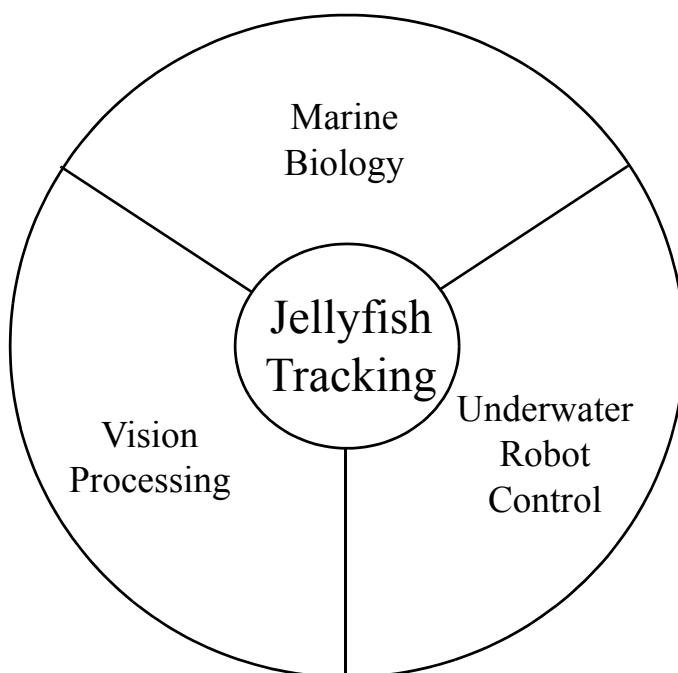 Marine
Biology
Jellyfish
Tracking
Vision
Processing
Underwater
Robot
Control